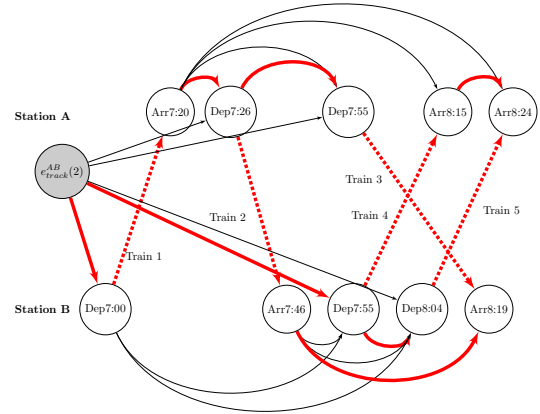 Station A
Arr7:20
Dep7:26
Dep7:55
Arr8:15
Arr8:24
e_{track}^{AB}(2)
Train 3
Train 4
Train 2
Train 5
Train 1
Station B
Dep7:00
Arr7:46
Dep7:55
Dep8:04
Arr8:19